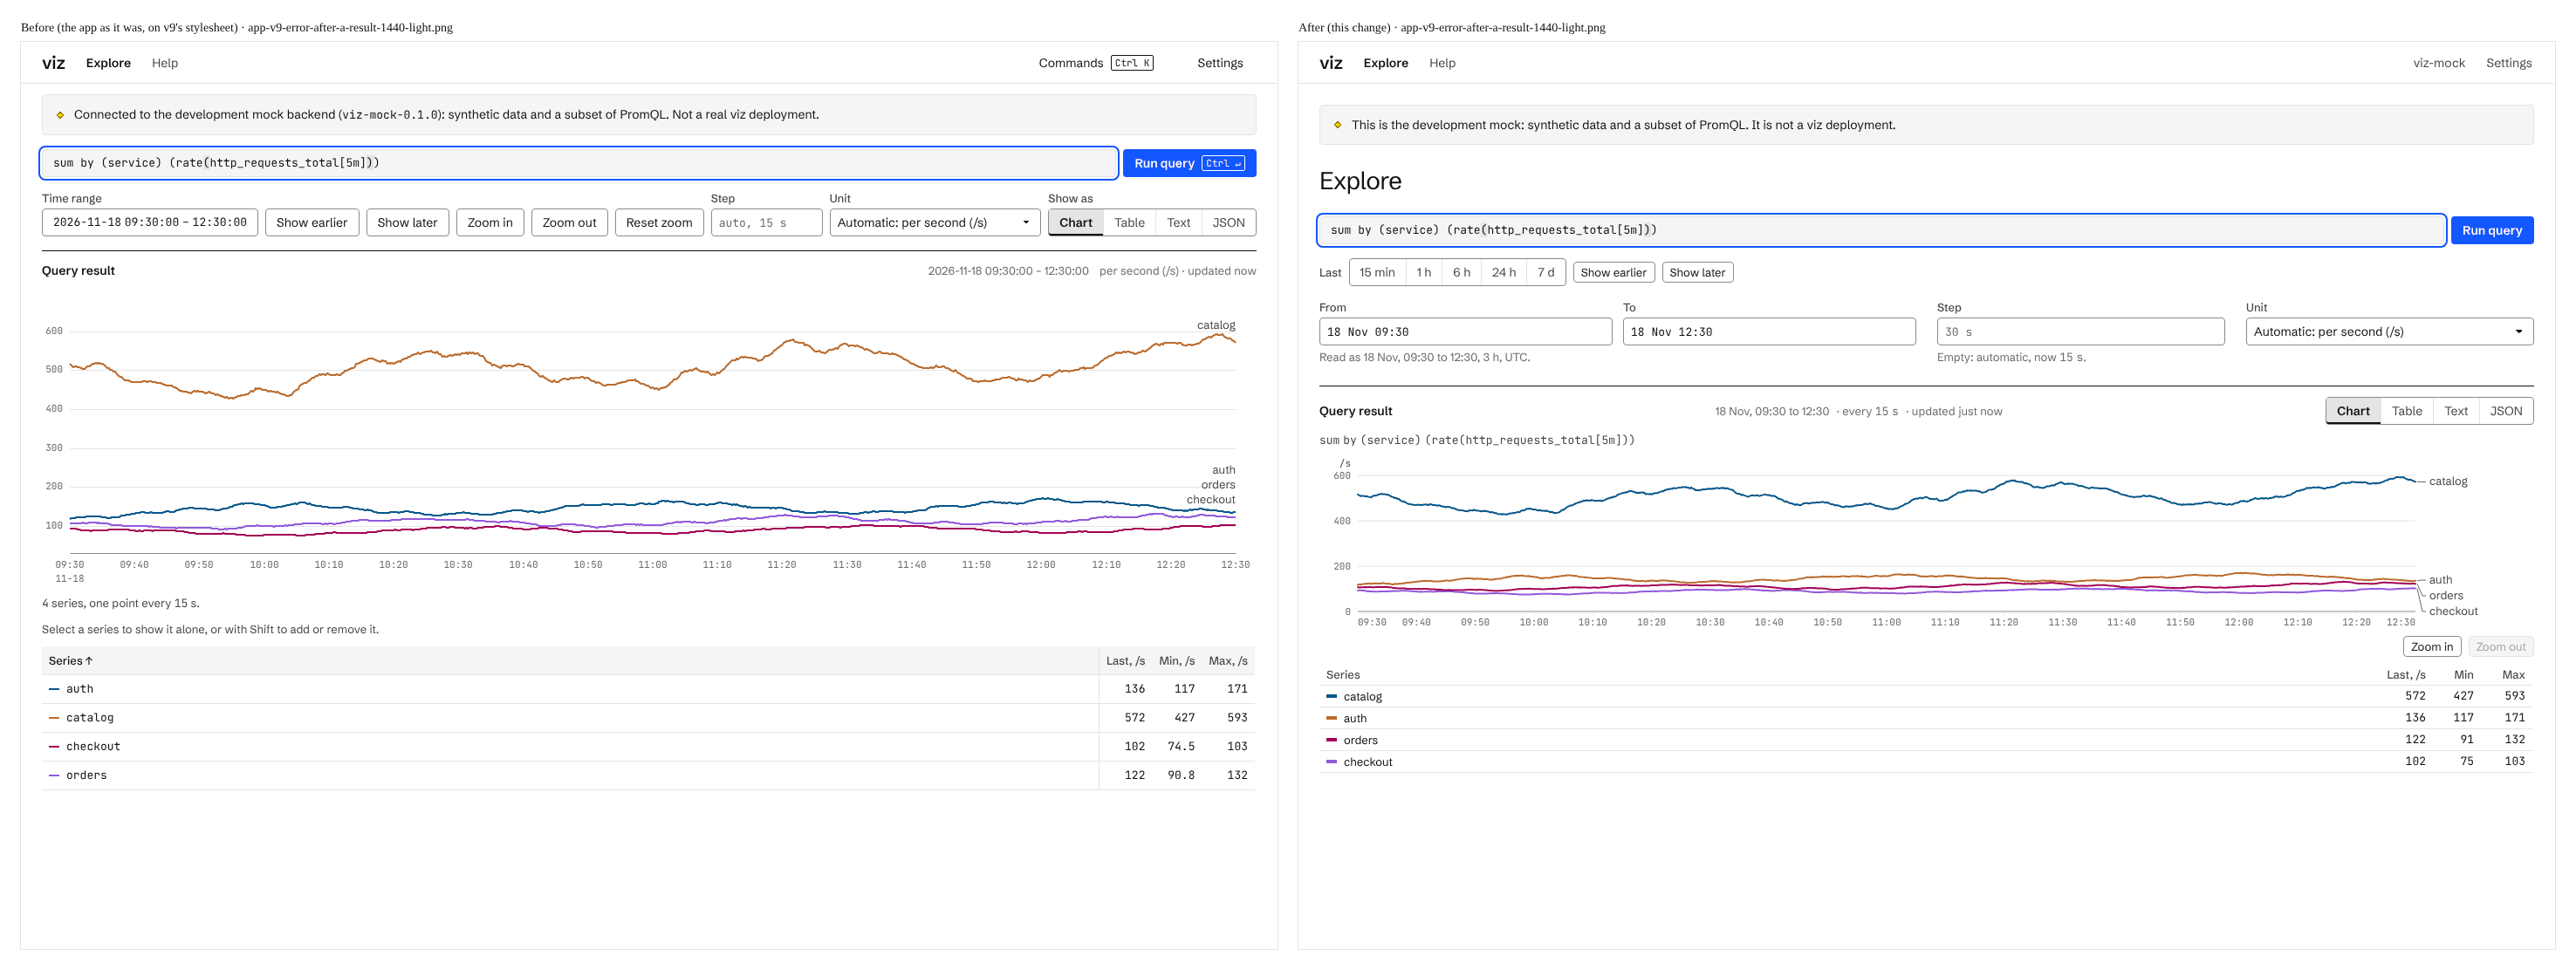 Before (the app as it was, on v9's stylesheet) · app-v9-error-after-a-result-1440-light.png
viz Explore Help Commands Ctrl K Settings
Connected to the development mock backend (viz-mock-0.1.0): synthetic data and a subset of PromQL. Not a real viz deployment.
sum by (service) (rate(http_requests_total[5m])) Run query Ctrl ↵
Time range Step Unit Show as
2026-11-18 09:30:00 – 12:30:00 Show earlier Show later Zoom in Zoom out Reset zoom auto, 15 s Automatic: per second (/s) Chart Table Text JSON
Query result 2026-11-18 09:30:00 – 12:30:00 per second (/s) · updated now
600 catalog
500
400
300
200
100
auth
orders
checkout
09:30 09:40 09:50 10:00 10:10 10:20 10:30 10:40 10:50 11:00 11:10 11:20 11:30 11:40 11:50 12:00 12:10 12:20 12:30
11-18
4 series, one point every 15 s.
Select a series to show it alone, or with Shift to add or remove it.
Series ↑ Last, /s Min, /s Max, /s
auth 136 117 171
catalog 572 427 593
checkout 102 74.5 103
orders 122 90.8 132
After (this change) · app-v9-error-after-a-result-1440-light.png
viz Explore Help viz-mock Settings
This is the development mock: synthetic data and a subset of PromQL. It is not a viz deployment.
Explore
sum by (service) (rate(http_requests_total[5m])) Run query
Last 15 min 1 h 6 h 24 h 7 d Show earlier Show later
From To Step Unit
18 Nov 09:30 18 Nov 12:30 30 s Automatic: per second (/s)
Read as 18 Nov, 09:30 to 12:30, 3 h, UTC. Empty: automatic, now 15 s.
Query result 18 Nov, 09:30 to 12:30 · every 15 s · updated just now Chart Table Text JSON
sum by (service) (rate(http_requests_total[5m]))
/s
600
catalog
400
200
auth
orders
0 checkout
09:30 09:40 09:50 10:00 10:10 10:20 10:30 10:40 10:50 11:00 11:10 11:20 11:30 11:40 11:50 12:00 12:10 12:20 12:30
Zoom in Zoom out
Series Last, /s Min Max
catalog 572 427 593
auth 136 117 171
orders 122 91 132
checkout 102 75 103